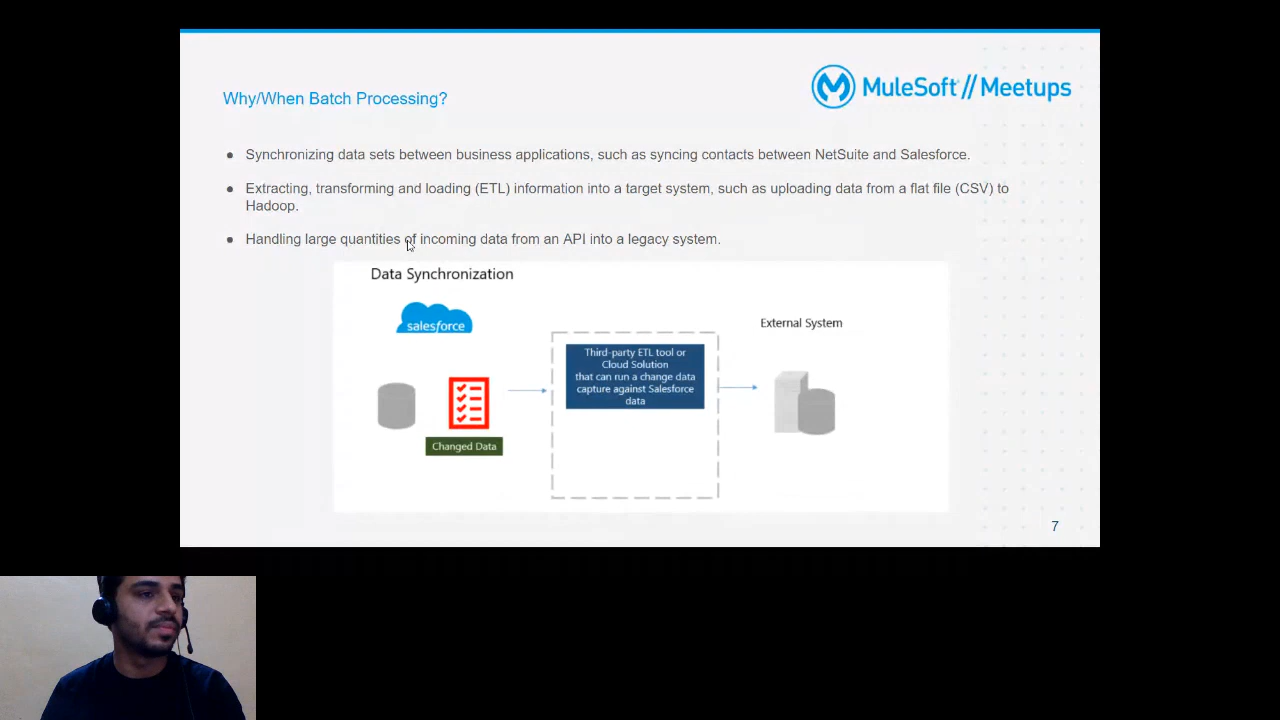 MuleSoft // Meetups
Why/When Batch Processing?
● Synchronizing data sets between business applications, such as syncing contacts between NetSuite and Salesforce.
● Extracting, transforming and loading (ETL) information into a target system, such as uploading data from a flat file (CSV) to
Hadoop.
● Handling large quantities of incoming data from an API into a legacy system.
Data Synchronization
salesforce
External System
Third-party ETL tool or
Cloud Solution
that can run a change data
capture against Salesforce
data
Changed Data
7